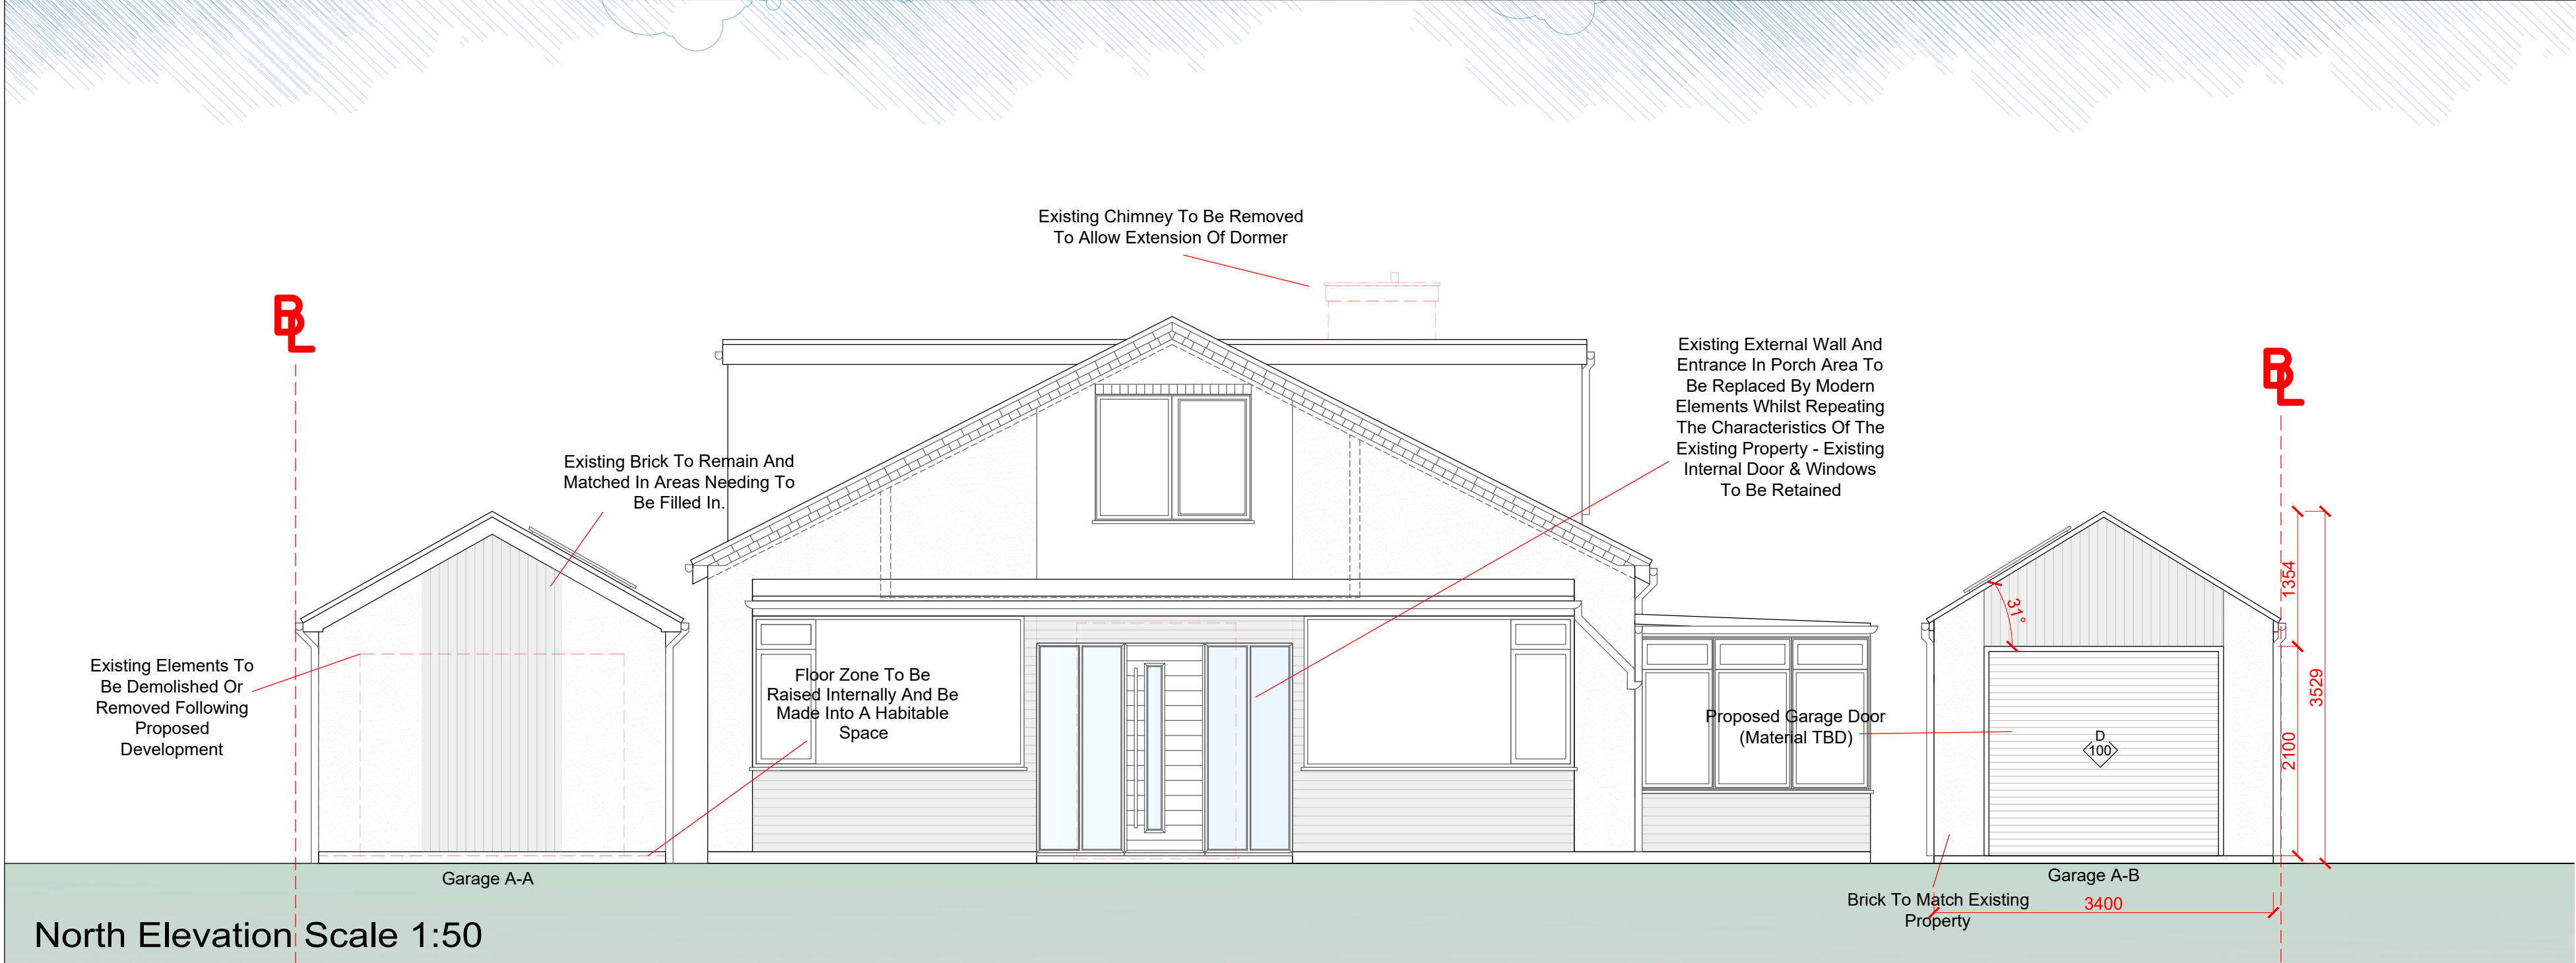 Existing Chimney To Be Removed
To Allow Extension Of Dormer
BL
BL
Existing External Wall And
Entrance In Porch Area To
Be Replaced By Modern
Elements Whilst Repeating
The Characteristics Of The
Existing Property - Existing
Internal Door & Windows
To Be Retained
Existing Brick To Remain And
Matched In Areas Needing To
Be Filled In.
Existing Elements To
Be Demolished Or
Removed Following
Proposed
Development
Floor Zone To Be
Raised Internally And Be
Made Into A Habitable
Space
Proposed Garage Door
(Material TBD)
31°
D
100
1354
2100
3529
Garage A-A
Garage A-B
Brick To Match Existing
Property
3400
North Elevation Scale 1:50